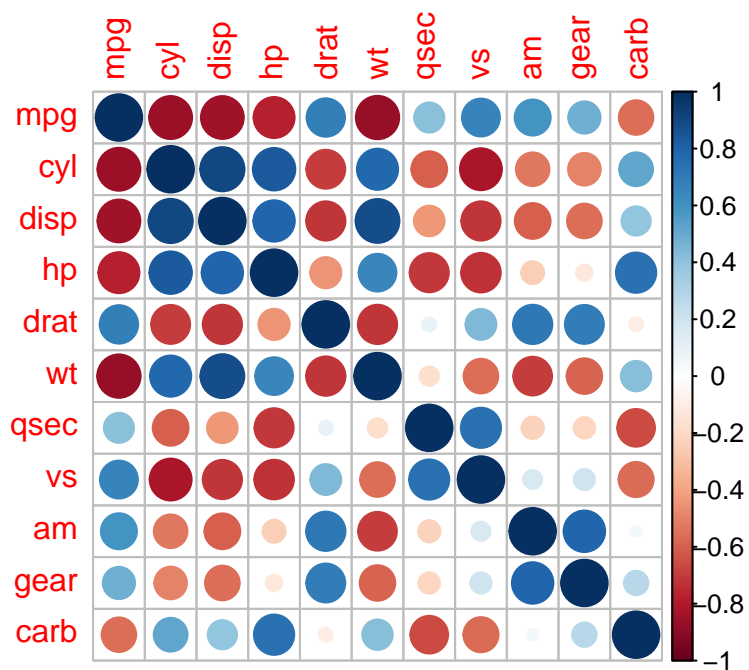 mpg cyl disp hp drat wt qsec vs am gear carb
mpg
cyl
disp
hp
drat
wt
qsec
vs
am
gear
carb
1
0.8
0.6
0.4
0.2
0
−0.2
−0.4
−0.6
−0.8
−1